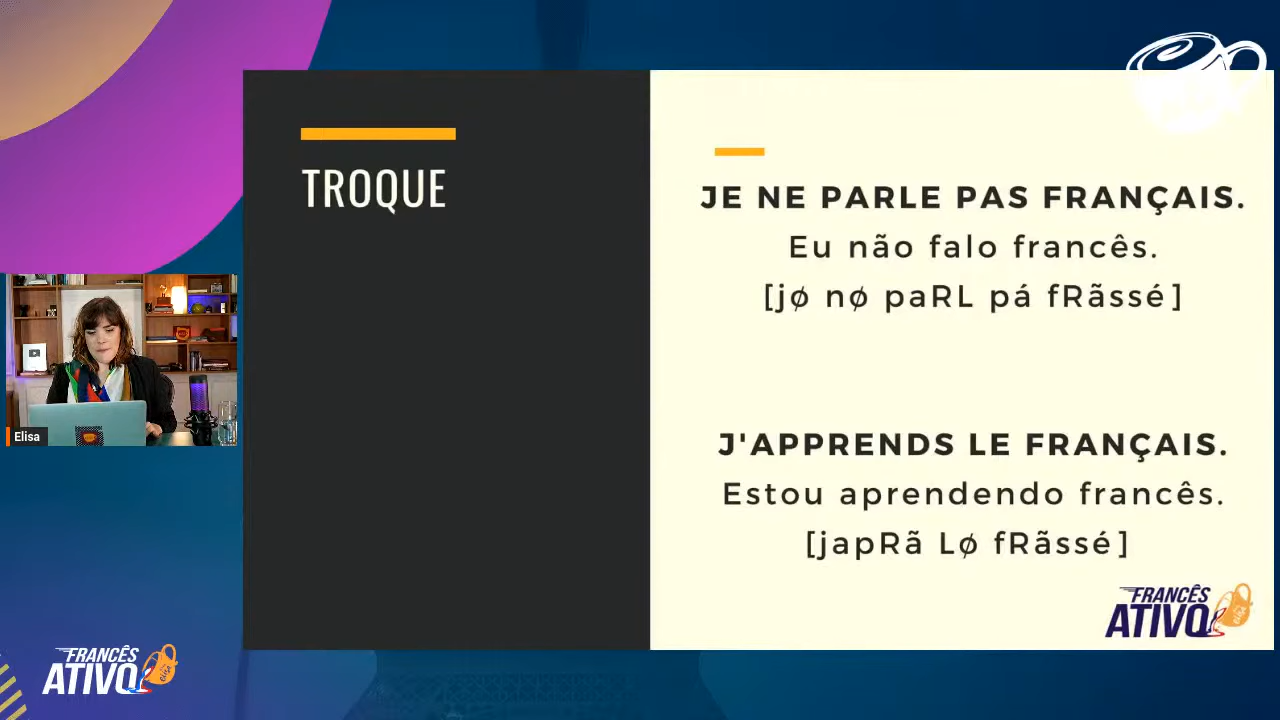 TROQUE
JE NE PARLE PAS FRANÇAIS.
Eu não falo francês.
[jø nø paRL pá fRãssé]
J'APPRENDS LE FRANÇAIS.
Estou aprendendo francês.
[japRã Lø fRãssé]
Elisa
FRANCÊS
ATIVO
FRANCÊS
ATIVO